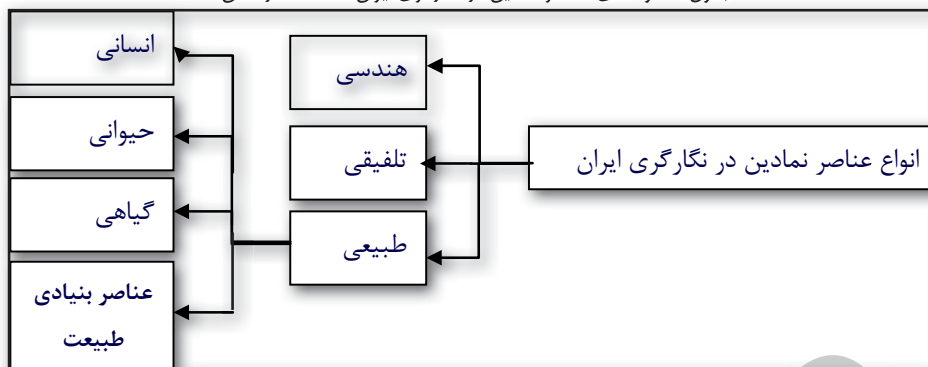 انواع عناصر نمادین در نگارگری ایران
هندسی
تلفیقی
طبیعی
انسانی
حیوانی
گیاهی
عناصر بنیادی
طبیعت